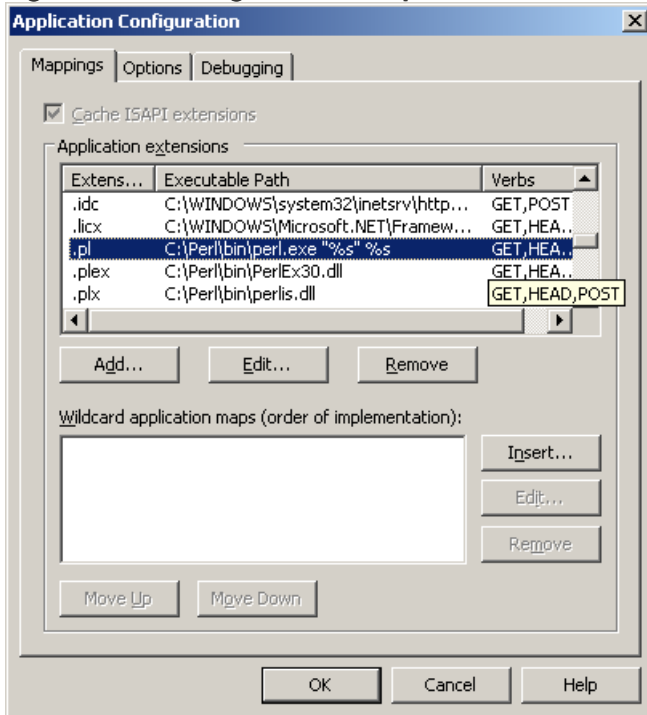 Application Configuration
Mappings Options Debugging
Cache ISAPI extensions
Application extensions
Extens... Executable Path Verbs
.idc C:\WINDOWS\system32\inetsrv\http... GET,POST
.licx C:\WINDOWS\Microsoft.NET\Framew... GET,HEA..
.pl C:\Perl\bin\perl.exe "%s" %s GET,HEA..
.plex C:\Perl\bin\PerlEx30.dll GET,HEA..
.plx C:\Perl\bin\perlis.dll GET,HEAD,POST
Add... Edit... Remove
Wildcard application maps (order of implementation):
Insert...
Edit...
Remove
Move Up Move Down
OK Cancel Help